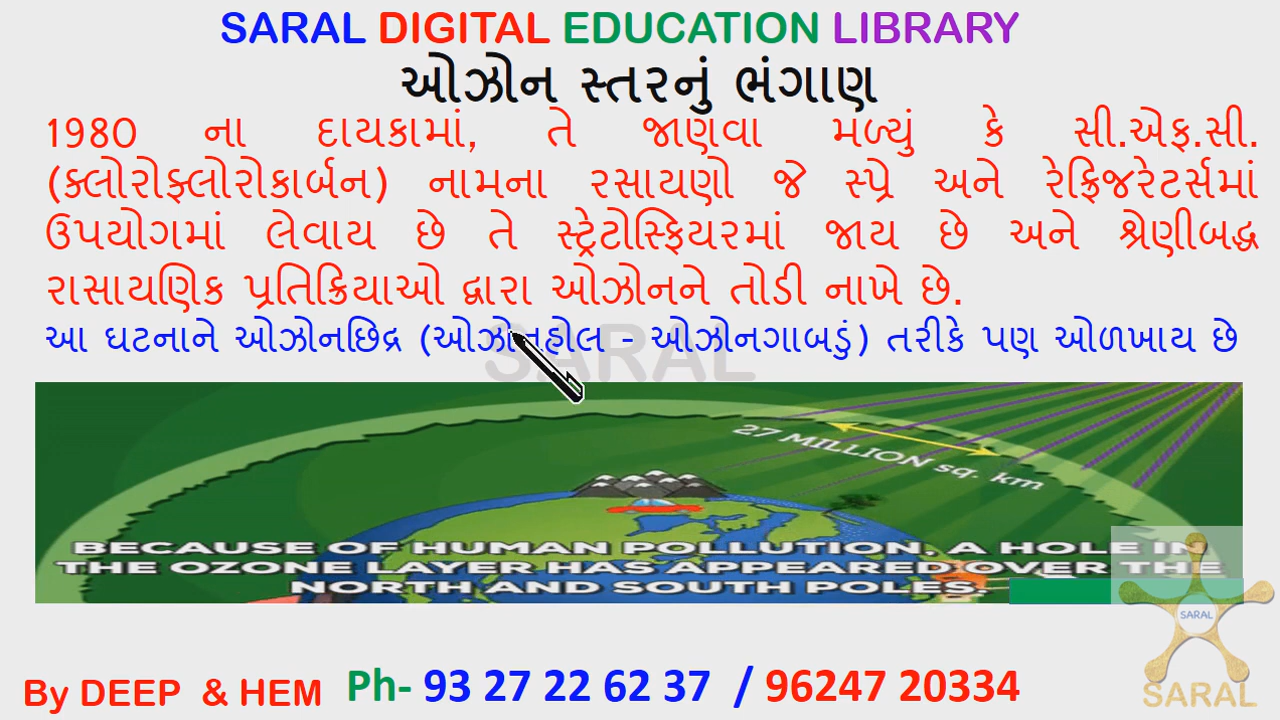 SARAL DIGITAL EDUCATION LIBRARY
ઓઝોન સ્તરનું ભંગાણ
1980 ના દાયકામાં, તે જાણવા મળ્યું કે સી.એફ.સી.
(ક્લોરોફ્લોરોકાર્બન) નામના રસાયણો જે સ્પ્રે અને રેફ્રિજરેટર્સમાં
ઉપયોગમાં લેવાય છે તે સ્ટ્રેટોસ્ફિયરમાં જાય છે અને શ્રેણીબદ્ધ
રાસાયણિક પ્રતિક્રિયાઓ દ્વારા ઓઝોનને તોડી નાખે છે.
આ ઘટનાને ઓઝોનછિદ્ર (ઓઝોનહોલ - ઓઝોનગાબડું) તરીકે પણ ઓળખાય છે
SARAL
27 MILLION sq. km
BECAUSE OF HUMAN POLLUTION, A HOLE IN
THE OZONE LAYER HAS APPEARED OVER THE
NORTH AND SOUTH POLES.
SARAL
SARAL
By DEEP & HEM Ph- 93 27 22 62 37 / 96247 20334